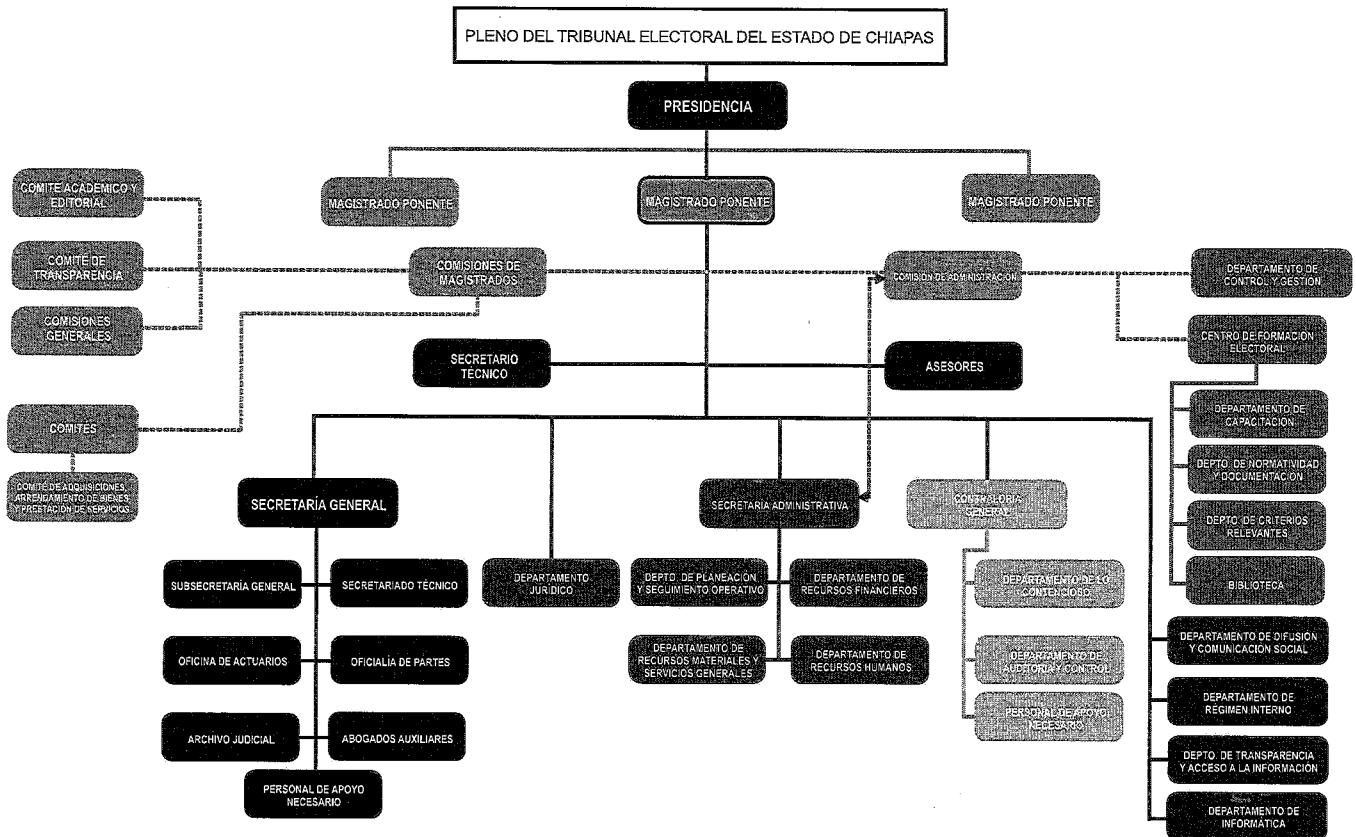 PLENO DEL TRIBUNAL ELECTORAL DEL ESTADO DE CHIAPAS
PRESIDENCIA
MAGISTRADO PONENTE
MAGISTRADO PONENTE
MAGISTRADO PONENTE
COMITÉ ACADÉMICO Y
EDITORIAL
COMITÉ DE
TRANSPARENCIA
COMISIONES
GENERALES
COMISIONES DE
MAGISTRADOS
COMISIÓN DE ADMINISTRACIÓN
DEPARTAMENTO DE
CONTROL Y GESTIÓN
CENTRO DE FORMACIÓN
ELECTORAL
SECRETARIO
TÉCNICO
ASESORES
COMITÉS
COMITÉ DE ADQUISICIONES,
ARRENDAMIENTO DE BIENES
Y PRESTACIÓN DE SERVICIOS
DEPARTAMENTO DE
CAPACITACIÓN
DEPTO. DE NORMATIVIDAD
Y DOCUMENTACIÓN
DEPTO. DE CRITERIOS
RELEVANTES
BIBLIOTECA
SECRETARÍA GENERAL
SECRETARIA ADMINISTRATIVA
CONTRALORÍA
GENERAL
SUBSECRETARÍA GENERAL
SECRETARIADO TÉCNICO
DEPARTAMENTO
JURÍDICO
DEPTO. DE PLANEACIÓN
Y SEGUIMIENTO OPERATIVO
DEPARTAMENTO DE
RECURSOS FINANCIEROS
DEPARTAMENTO DE LO
CONTENCIOSO
OFICINA DE ACTUARIOS
OFICIALÍA DE PARTES
DEPARTAMENTO DE
RECURSOS MATERIALES Y
SERVICIOS GENERALES
DEPARTAMENTO DE
RECURSOS HUMANOS
DEPARTAMENTO DE
AUDITORÍA Y CONTROL
DEPARTAMENTO DE DIFUSIÓN
Y COMUNICACIÓN SOCIAL
ARCHIVO JUDICIAL
ABOGADOS AUXILIARES
PERSONAL DE APOYO
NECESARIO
DEPARTAMENTO DE
RÉGIMEN INTERNO
DEPTO. DE TRANSPARENCIA
Y ACCESO A LA INFORMACIÓN
PERSONAL DE APOYO
NECESARIO
DEPARTAMENTO DE
INFORMÁTICA